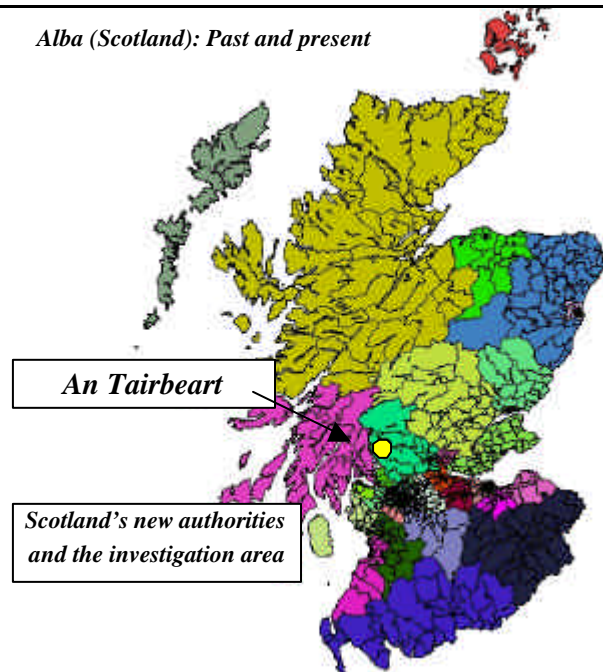 Alba (Scotland): Past and present
An Tairbeart
Scotland's new authorities
and the investigation area